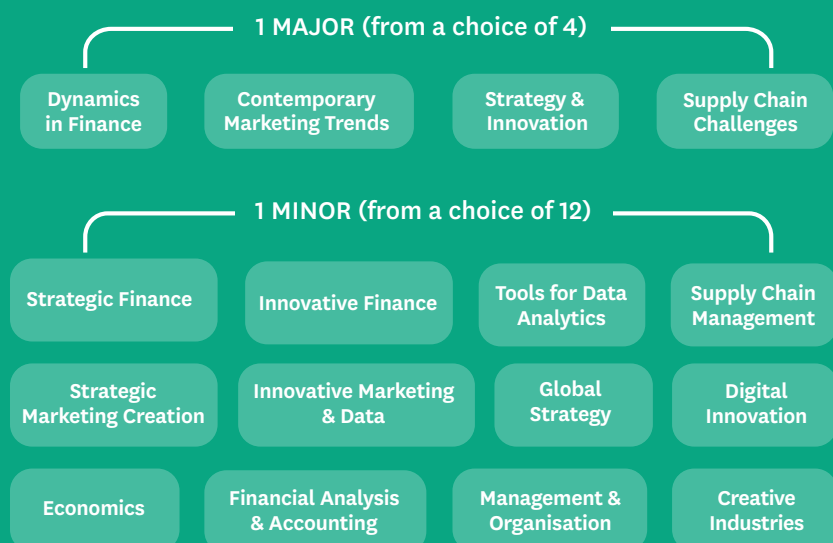 1 MAJOR (from a choice of 4)
Dynamics
in Finance
Contemporary
Marketing Trends
Strategy &
Innovation
Supply Chain
Challenges
1 MINOR (from a choice of 12)
Strategic Finance
Innovative Finance
Tools for Data
Analytics
Supply Chain
Management
Strategic
Marketing Creation
Innovative Marketing
& Data
Global
Strategy
Digital
Innovation
Economics
Financial Analysis
& Accounting
Management &
Organisation
Creative
Industries